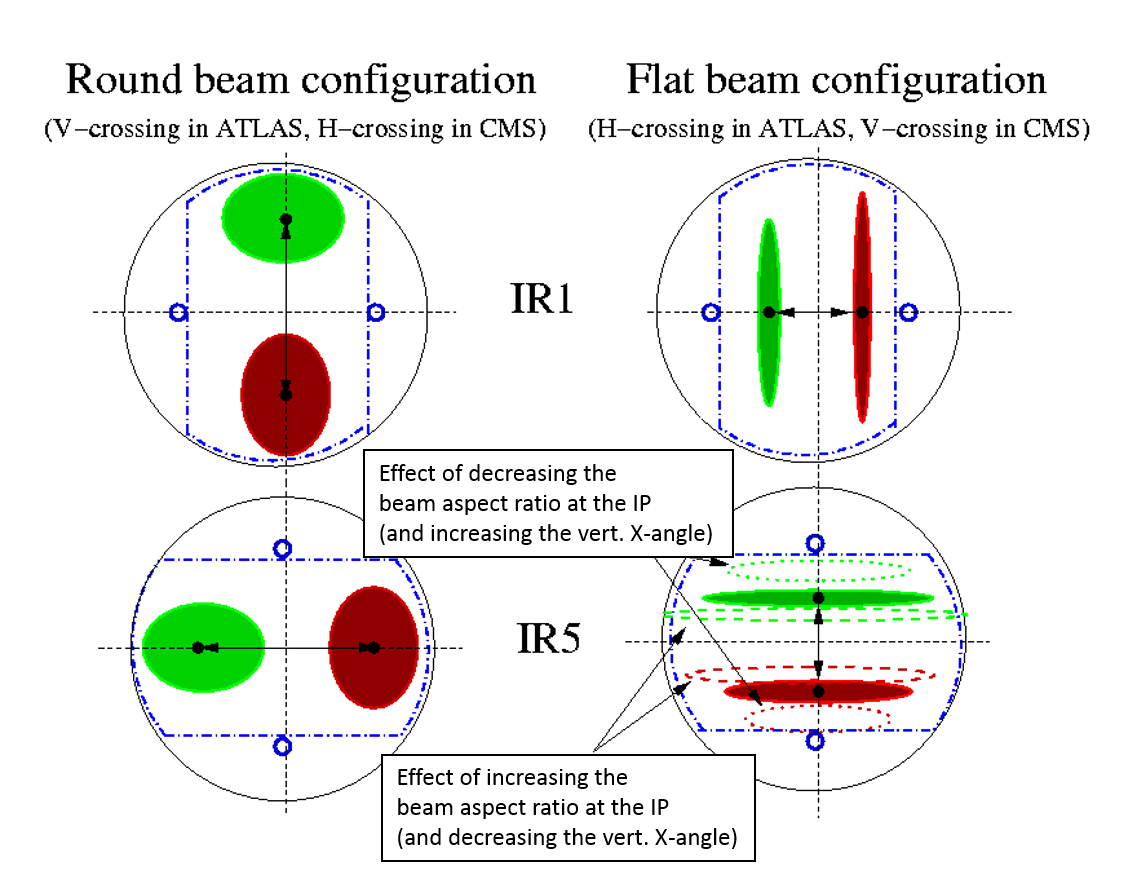 Round beam configuration
(V−crossing in ATLAS, H−crossing in CMS)
Flat beam configuration
(H−crossing in ATLAS, V−crossing in CMS)
IR1
Effect of decreasing the
beam aspect ratio at the IP
(and increasing the vert. X-angle)
IR5
Effect of increasing the
beam aspect ratio at the IP
(and decreasing the vert. X-angle)